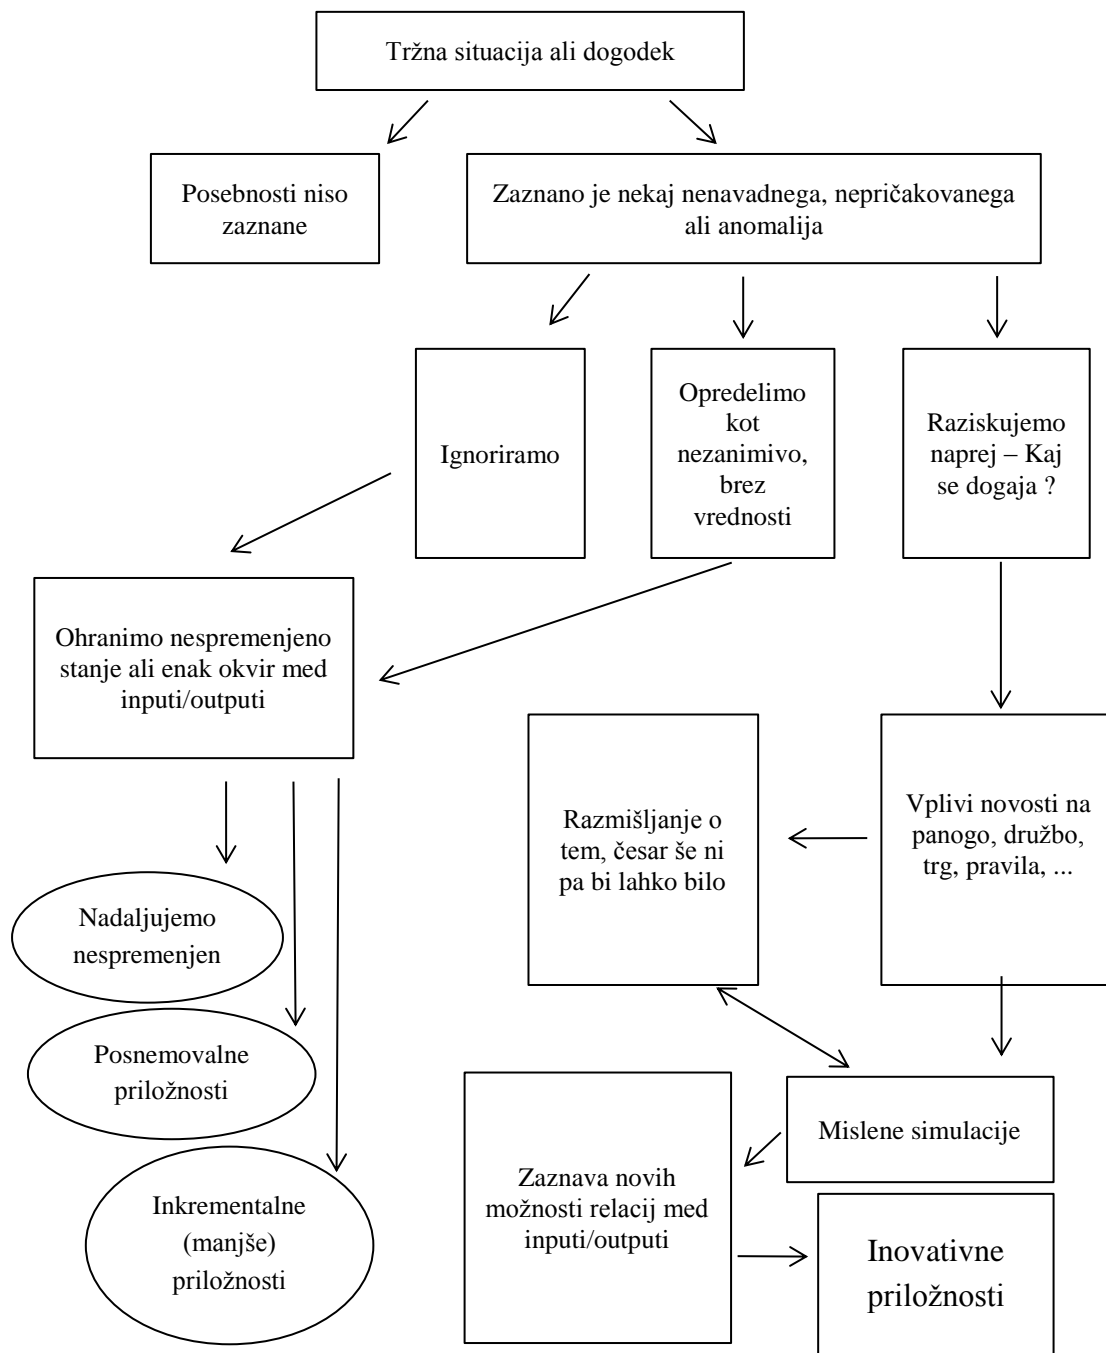 Tržna situacija ali dogodek
Posebnosti niso
zaznane
Zaznano je nekaj nenavadnega, nepričakovanega
ali anomalija
Ignoriramo
Opredelimo
kot
nezanimivo,
brez
vrednosti
Raziskujemo
naprej – Kaj
se dogaja ?
Ohranimo nespremenjeno
stanje ali enak okvir med
inputi/outputi
Razmišljanje o
tem, česar še ni
pa bi lahko bilo
Vplivi novosti na
panogo, družbo,
trg, pravila, ...
Nadaljujemo
nespremenjen
Posnemovalne
priložnosti
Inkrementalne
(manjše)
priložnosti
Mislene simulacije
Zaznava novih
možnosti relacij med
inputi/outputi
Inovativne
priložnosti